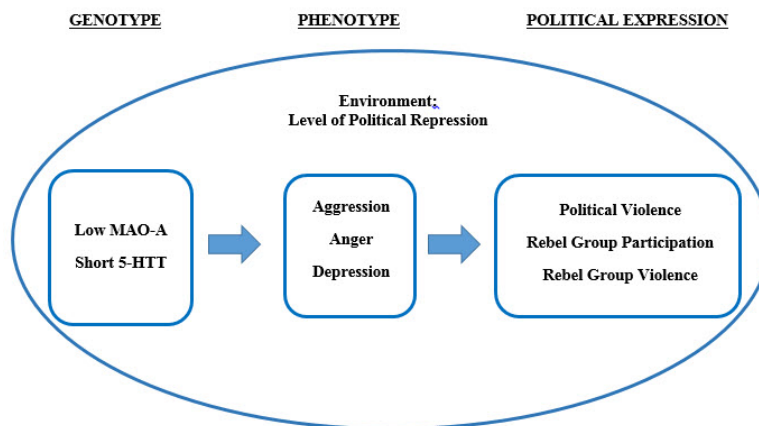 GENOTYPE PHENOTYPE POLITICAL EXPRESSION
Environment:
Level of Political Repression
Low MAO-A
Short 5-HTT
Aggression
Anger
Depression
Political Violence
Rebel Group Participation
Rebel Group Violence